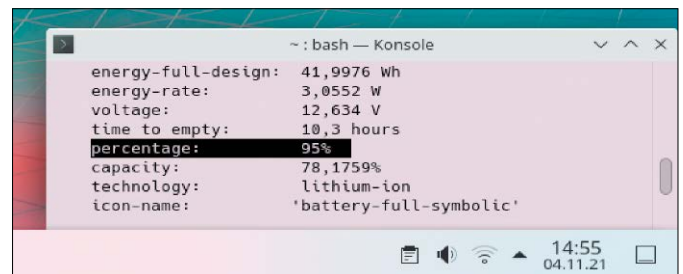 ~ : bash — Konsole
energy-full-design: 41,9976 Wh
energy-rate: 3,0552 W
voltage: 12,634 V
time to empty: 10,3 hours
percentage: 95%
capacity: 78,1759%
technology: lithium-ion
icon-name: 'battery-full-symbolic'
14:55
04.11.21